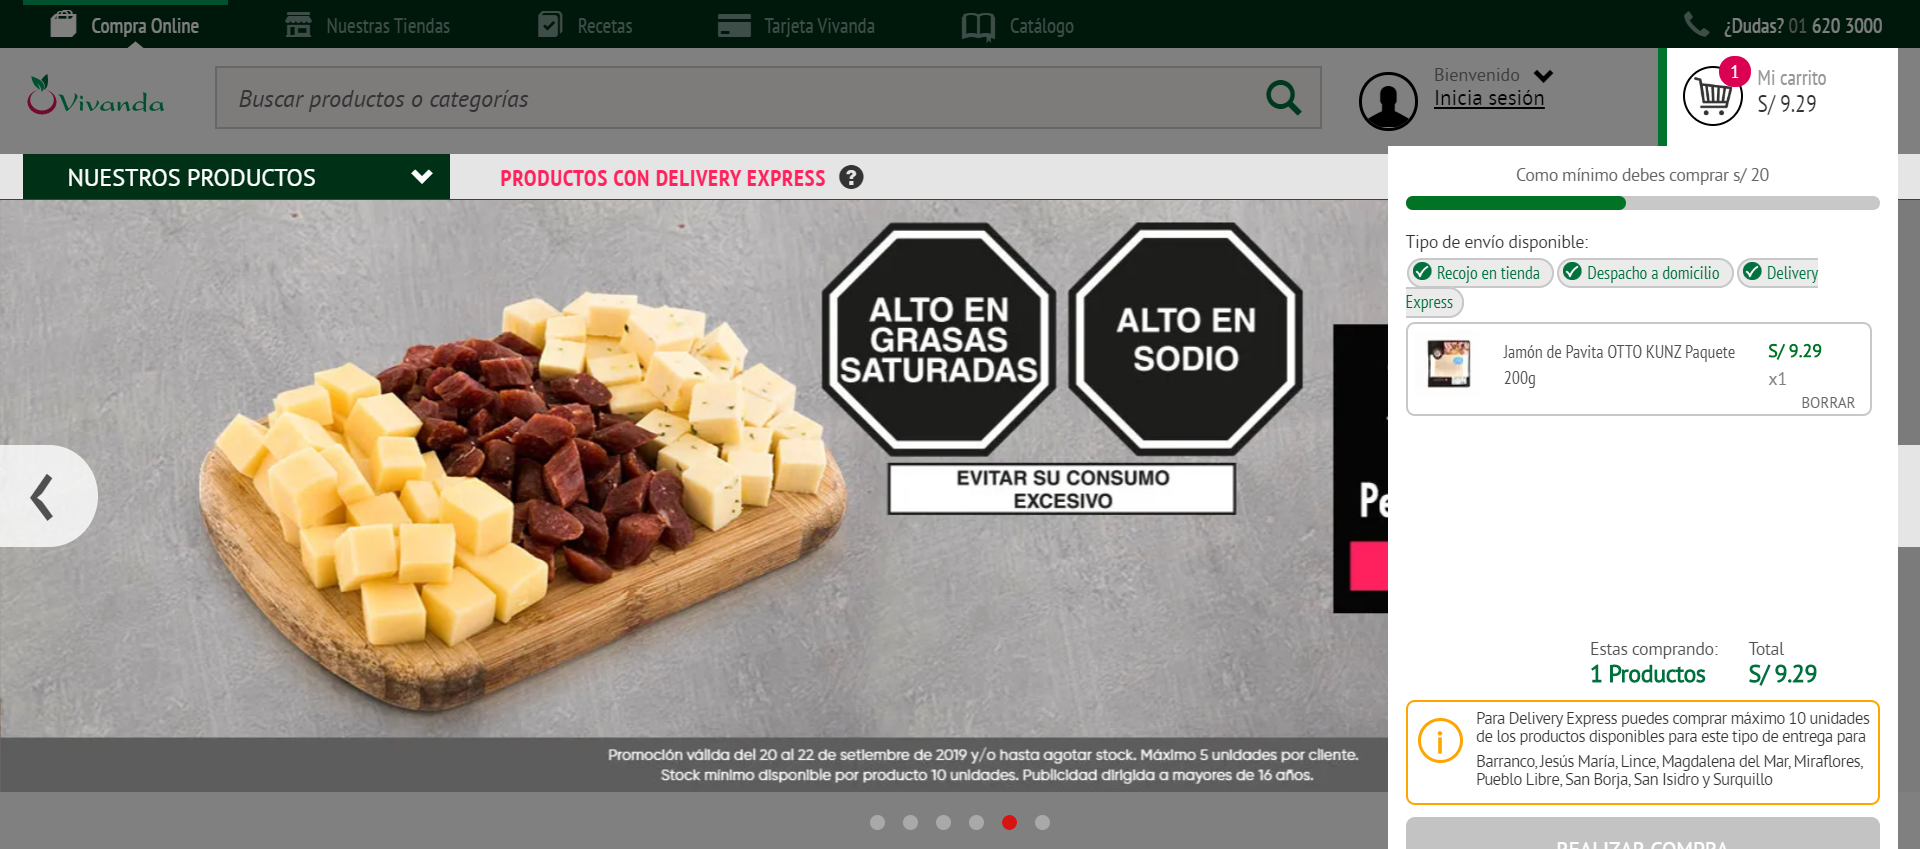 Compra Online
Nuestras Tiendas
Recetas
Tarjeta Vivanda
Catálogo
¿Dudas? 01 620 3000
Vivanda
Buscar productos o categorías
Bienvenido
Inicia sesión
1
Mi carrito
S/ 9.29
NUESTROS PRODUCTOS
PRODUCTOS CON DELIVERY EXPRESS ?
ALTO EN
GRASAS
SATURADAS
ALTO EN
SODIO
EVITAR SU CONSUMO
EXCESIVO
Pe
Promoción válida del 20 al 22 de setiembre de 2019 y/o hasta agotar stock. Máximo 5 unidades por cliente.
Stock mínimo disponible por producto 10 unidades. Publicidad dirigida a mayores de 16 años.
Como mínimo debes comprar s/ 20
Tipo de envío disponible:
Recojo en tienda
Despacho a domicilio
Delivery
Express
Jamón de Pavita OTTO KUNZ Paquete
200g
S/ 9.29
x1
BORRAR
Estas comprando:
1 Productos
Total
S/ 9.29
Para Delivery Express puedes comprar máximo 10 unidades
de los productos disponibles para este tipo de entrega para
Barranco, Jesús María, Lince, Magdalena del Mar, Miraflores,
Pueblo Libre, San Borja, San Isidro y Surquillo
REALIZAR COMPRA